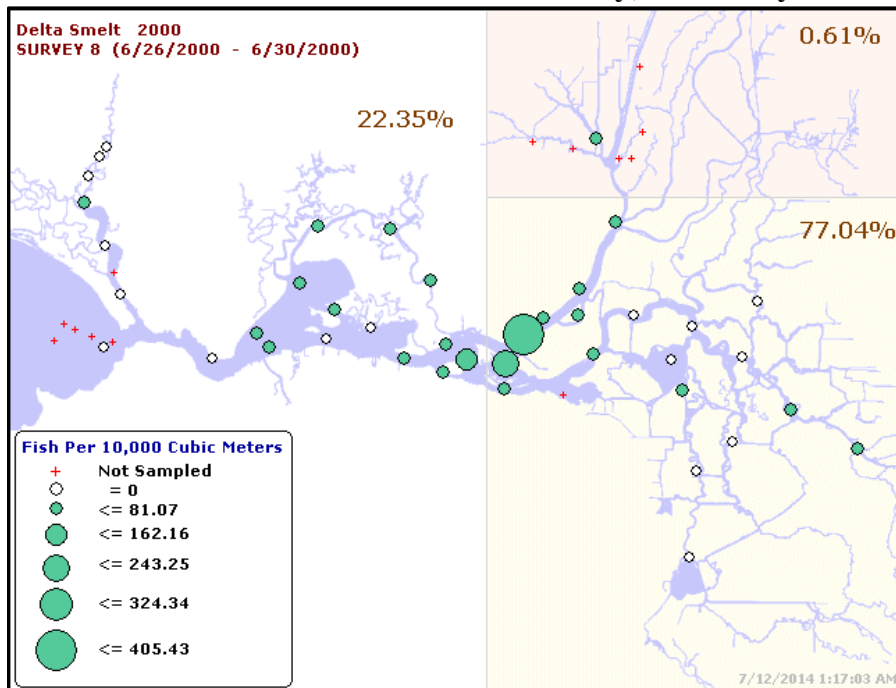 Delta Smelt 2000
SURVEY 8 (6/26/2000 - 6/30/2000)
0.61%
22.35%
77.04%
Fish Per 10,000 Cubic Meters
Not Sampled
= 0
<= 81.07
<= 162.16
<= 243.25
<= 324.34
<= 405.43
7/12/2014 1:17:03 AM